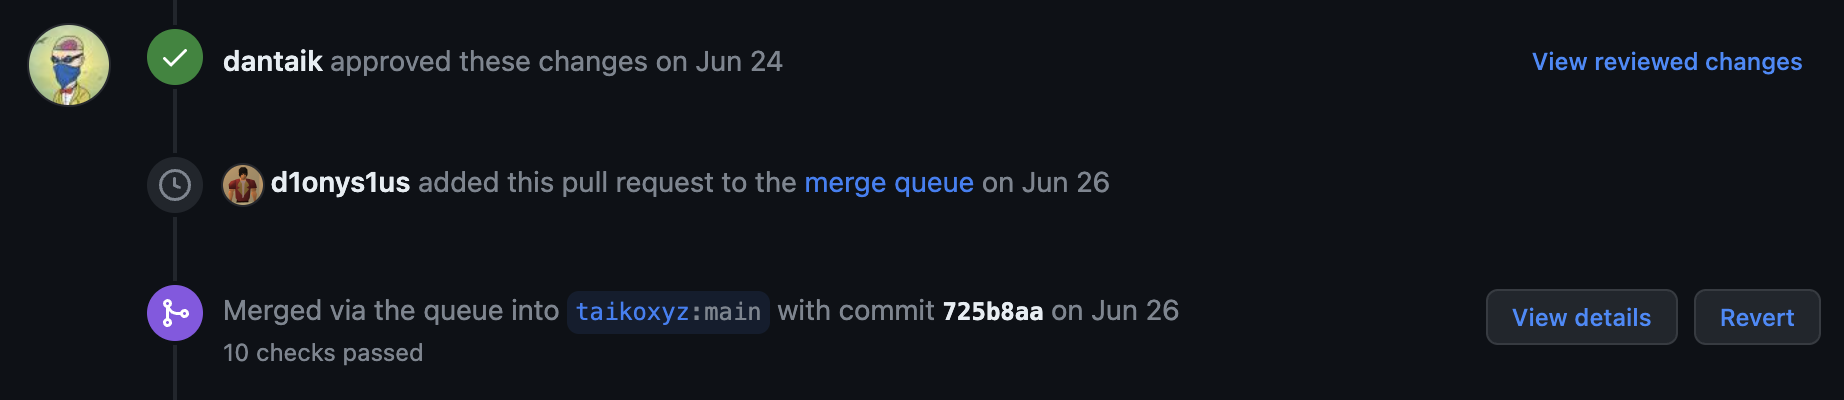 dantaik approved these changes on Jun 24
View reviewed changes
d1onys1us added this pull request to the merge queue on Jun 26
Merged via the queue into taikoxyz:main with commit 725b8aa on Jun 26
View details
Revert
10 checks passed